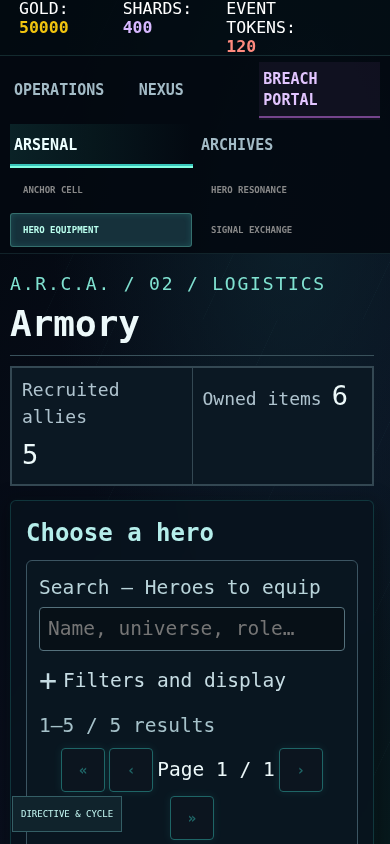 GOLD: SHARDS: EVENT
50000 400 TOKENS:
120
OPERATIONS NEXUS BREACH
PORTAL
ARSENAL ARCHIVES
ANCHOR CELL HERO RESONANCE
HERO EQUIPMENT SIGNAL EXCHANGE
A.R.C.A. / 02 / LOGISTICS
Armory
Recruited
allies
5
Owned items 6
Choose a hero
Search — Heroes to equip
Name, universe, role…
+ Filters and display
1–5 / 5 results
« ‹ Page 1 / 1 ›
»
DIRECTIVE & CYCLE